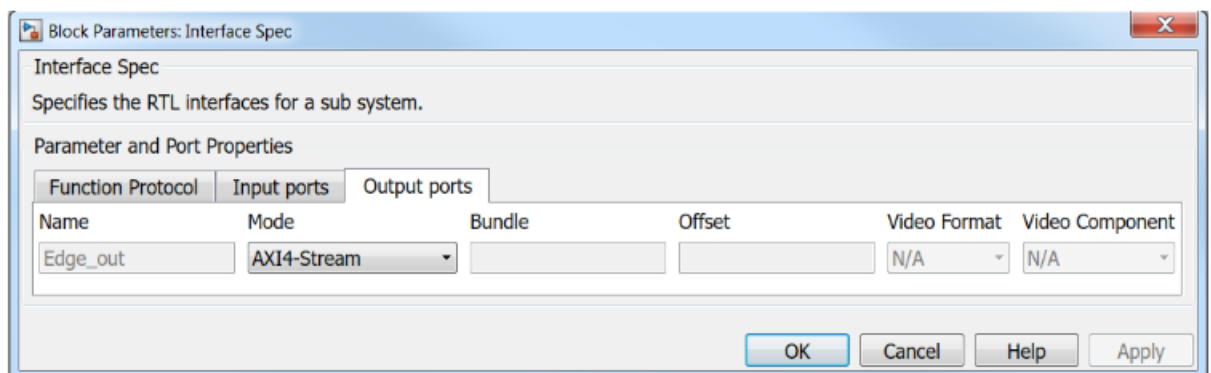 Block Parameters: Interface Spec
Interface Spec
Specifies the RTL interfaces for a sub system.
Parameter and Port Properties
Function Protocol Input ports Output ports
Name Mode Bundle Offset Video Format Video Component
Edge_out AXI4-Stream N/A N/A
OK Cancel Help Apply